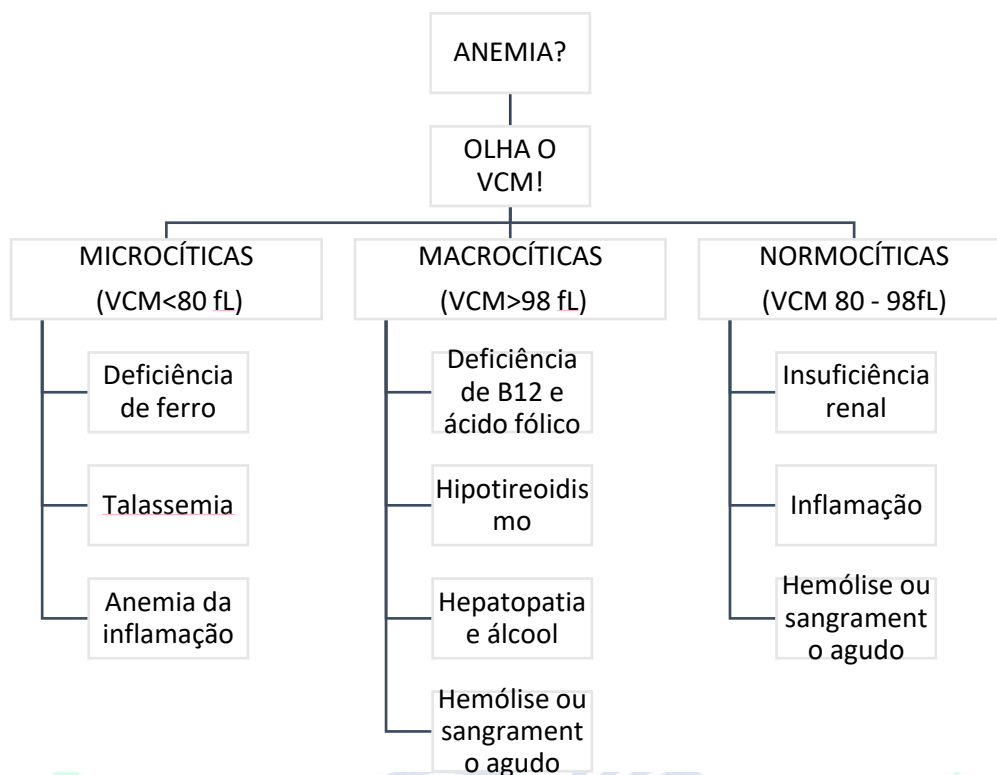 ANEMIA?
OLHA O
VCM!
MICROCÍTICAS
(VCM<80 fL)
Deficiência
de ferro
Talassemia
Anemia da
inflamação
MACROCÍTICAS
(VCM>98 fL)
Deficiência
de B12 e
ácido fólico
Hipotireoidis
mo
Hepatopatia
e álcool
Hemólise ou
sangrament
o agudo
NORMOCÍTICAS
(VCM 80 - 98fL)
Insuficiência
renal
Inflamação
Hemólise ou
sangrament
o agudo